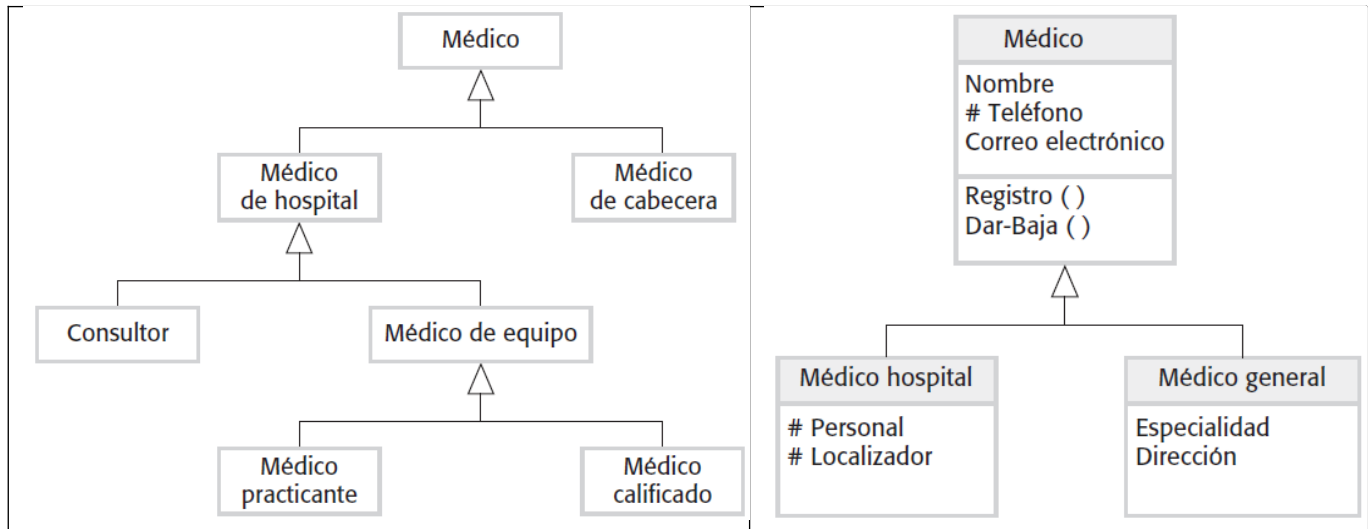 Médico
Médico
de hospital
Médico
de cabecera
Consultor
Médico de equipo
Médico
practicante
Médico
calificado
Médico
Nombre
# Teléfono
Correo electrónico
Registro ( )
Dar-Baja ( )
Médico hospital
# Personal
# Localizador
Médico general
Especialidad
Dirección